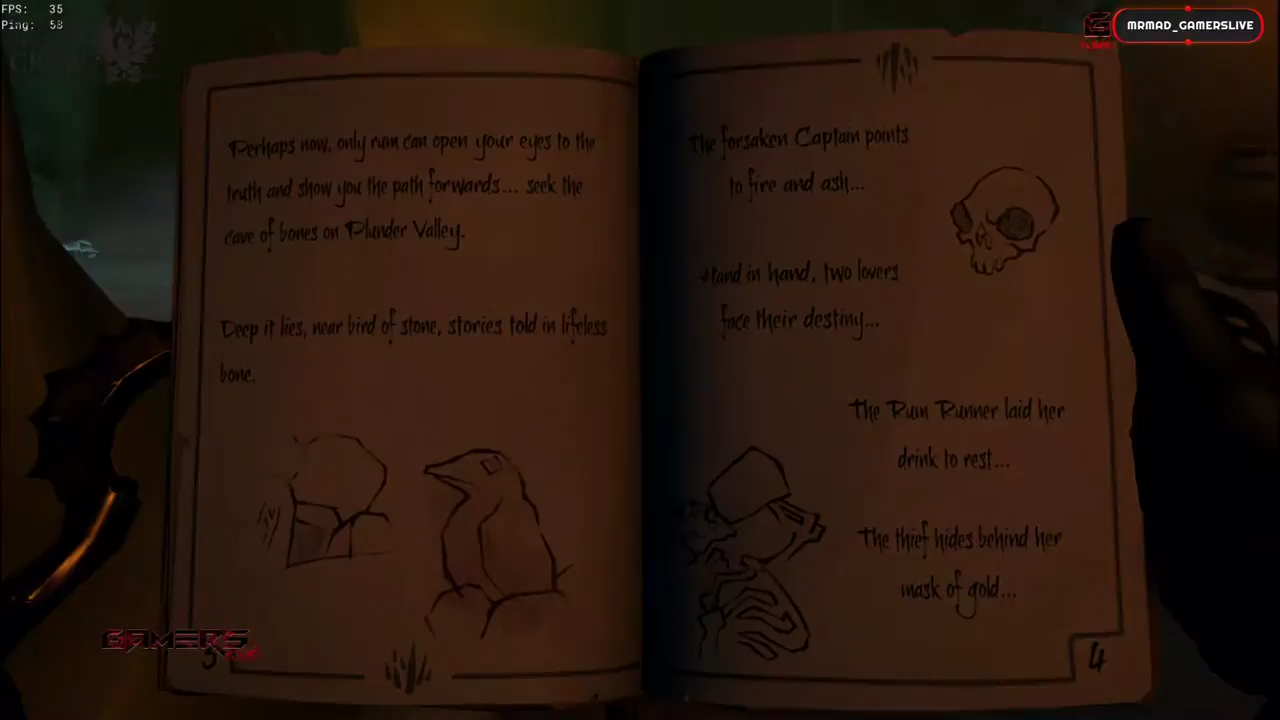 FPS: 35
Ping: 58
MRMAD_GAMERSLIVE
Perhaps now, only rum can open your eyes to the
truth and show you the path forwards... seek the
cave of bones on Plunder Valley.
Deep it lies, near bird of stone, stories told in lifeless
bone.
3
The forsaken Captain points
to fire and ash...
Hand in hand, two lovers
face their destiny...
The Rum Runner laid her
drink to rest...
The thief hides behind her
mask of gold...
4
GAMERS